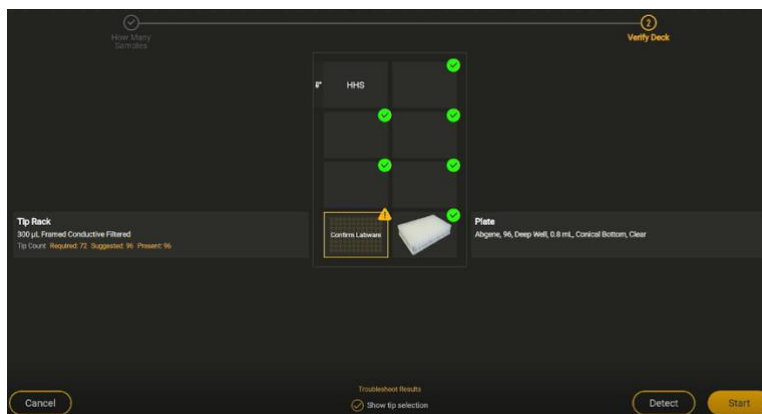 2
How Many
Samples
Verify Deck
HHS
Tip Rack
300 µL Framed Conductive Filtered
Tip Count Required: 72 Suggested: 96 Present: 96
Confirm Labware
Plate
Abgene, 96, Deep Well, 0.8 mL, Conical Bottom, Clear
Troubleshoot Results
Cancel
Show tip selection
Detect
Start